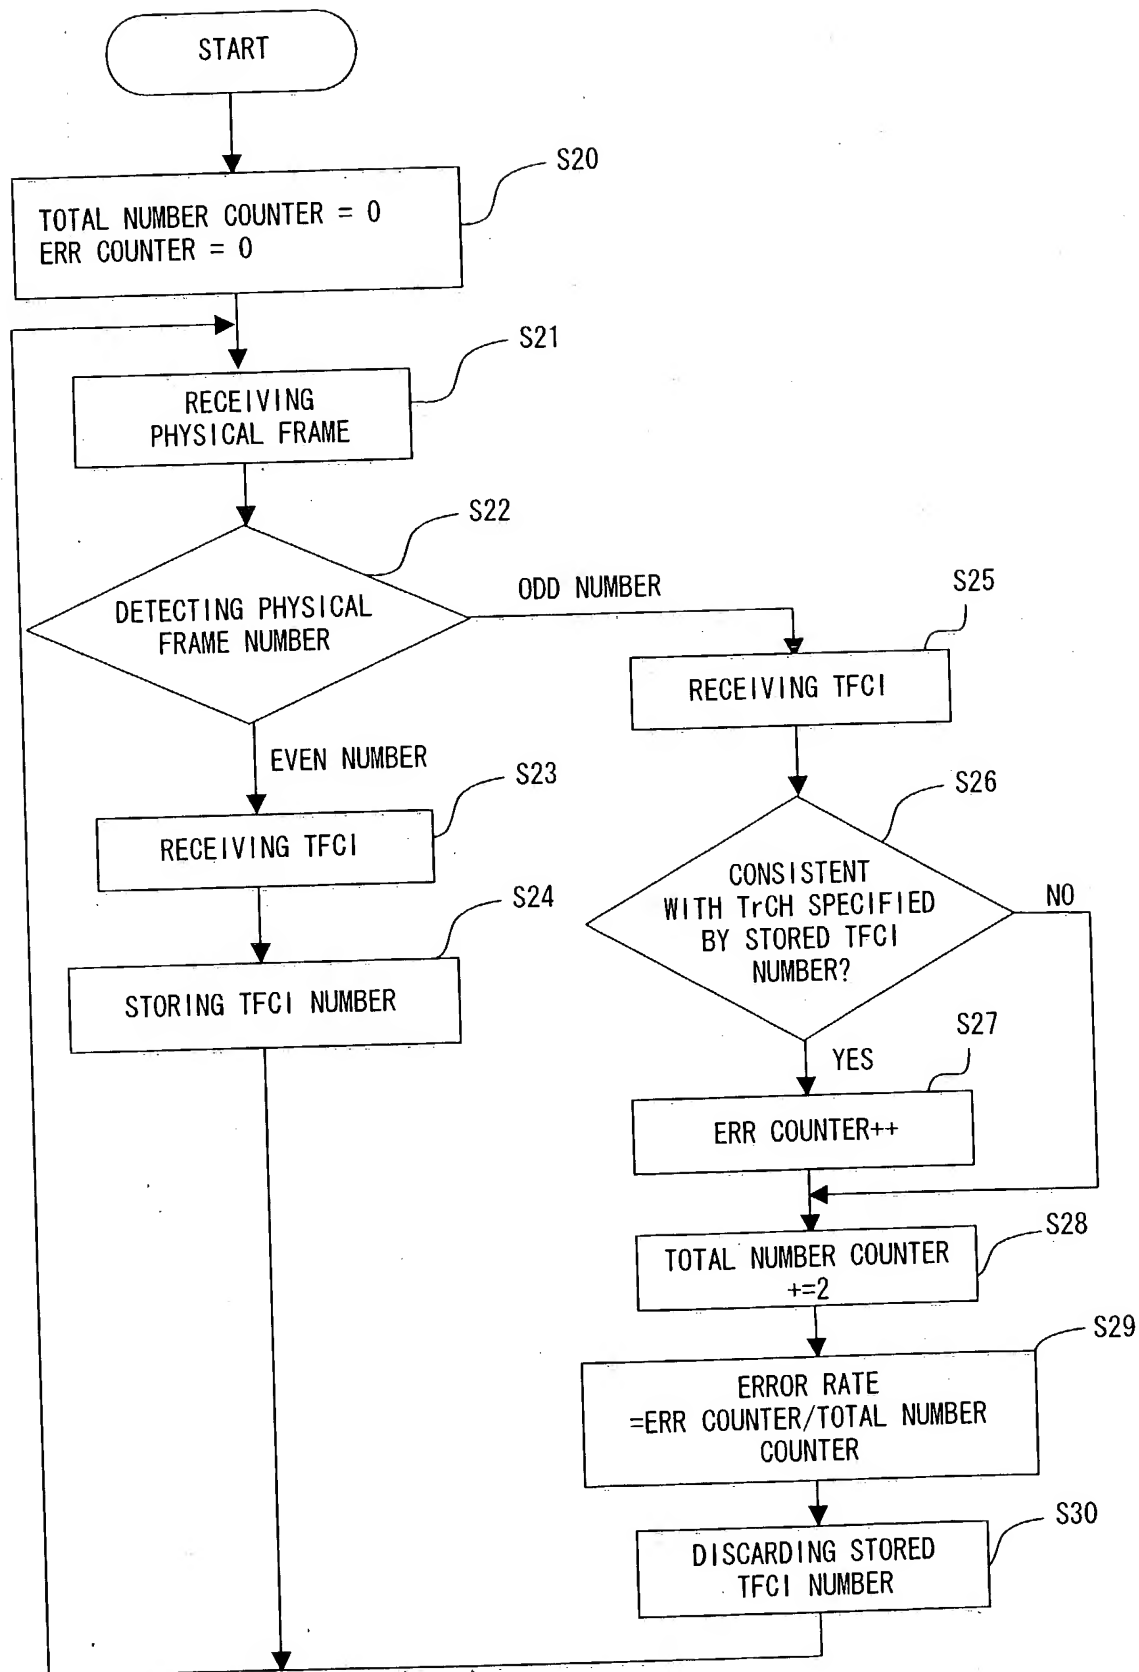 START
S20
TOTAL NUMBER COUNTER = 0
ERR COUNTER = 0
S21
RECEIVING
PHYSICAL FRAME
S22
DETECTING PHYSICAL
FRAME NUMBER
ODD NUMBER
EVEN NUMBER
S23
RECEIVING TFCI
S24
STORING TFCI NUMBER
S25
RECEIVING TFCI
S26
CONSISTENT
WITH TrCH SPECIFIED
BY STORED TFCI
NUMBER?
NO
YES
S27
ERR COUNTER++
S28
TOTAL NUMBER COUNTER
+=2
S29
ERROR RATE
=ERR COUNTER/TOTAL NUMBER
COUNTER
S30
DISCARDING STORED
TFCI NUMBER